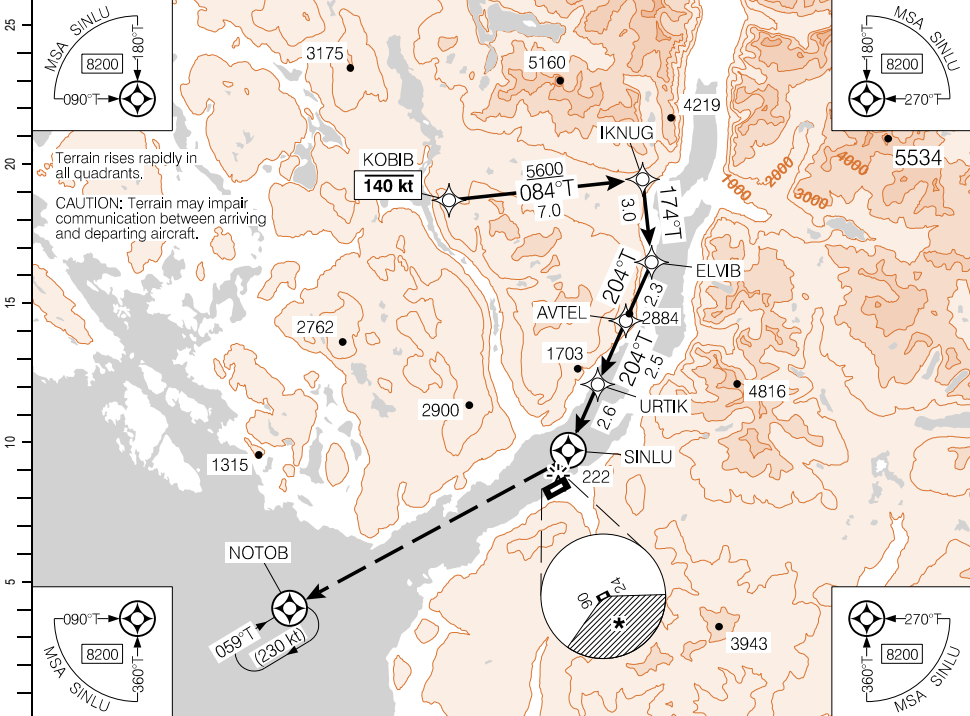 25
20
15
10
5
MSA SINLU
180°T
8200
090°T
MSA SINLU
180°T
8200
270°T
3175
5160
4219
IKNUG
5534
4000
3000
2000
1000
Terrain rises rapidly in
all quadrants.
CAUTION: Terrain may impair
communication between arriving
and departing aircraft.
KOBIB
140 kt
5600
084°T
7.0
3.0
174°T
ELVIB
204°T
2.3
AVTEL
2884
204°T
2.5
2762
1703
4816
URTIK
2900
2.6
1315
SINLU
222
NOTOB
059°T
(230 kt)
06
24
*
3943
090°T
8200
360°T
MSA SINLU
270°T
8200
360°T
MSA SINLU